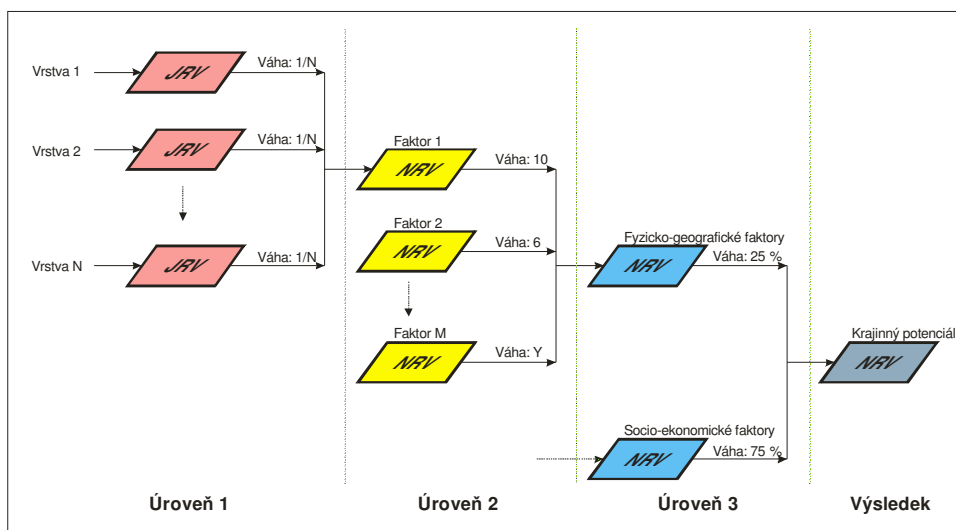 Vrstva 1
JRV
Váha: 1/N
Vrstva 2
JRV
Váha: 1/N
Vrstva N
JRV
Váha: 1/N
Faktor 1
NRV
Váha: 10
Faktor 2
NRV
Váha: 6
Faktor M
NRV
Váha: Y
Fyzicko-geografické faktory
NRV
Váha: 25 %
Socio-ekonomické faktory
NRV
Váha: 75 %
Krajinný potenciál
NRV
Úroveň 1
Úroveň 2
Úroveň 3
Výsledek